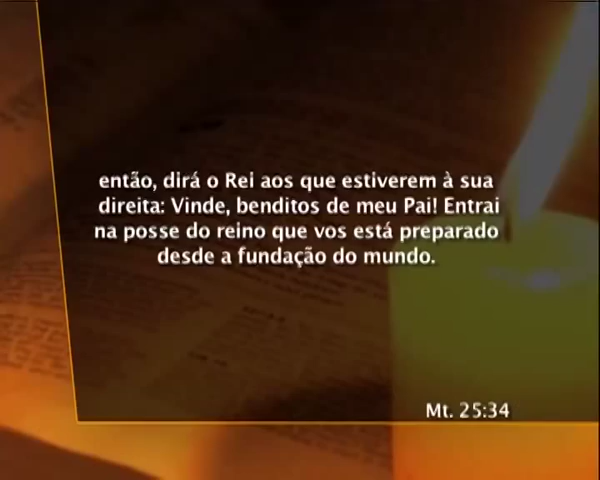 então, dirá o Rei aos que estiverem à sua
direita: Vinde, benditos de meu Pai! Entrai
na posse do reino que vos está preparado
desde a fundação do mundo.
Mt. 25:34